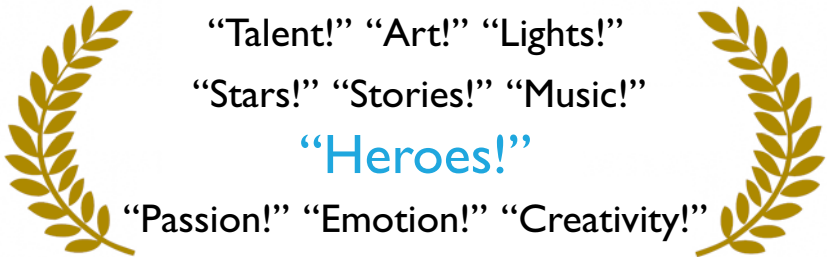 “Talent!” “Art!” “Lights!”
“Stars!” “Stories!” “Music!”
“Heroes!”
“Passion!” “Emotion!” “Creativity!”